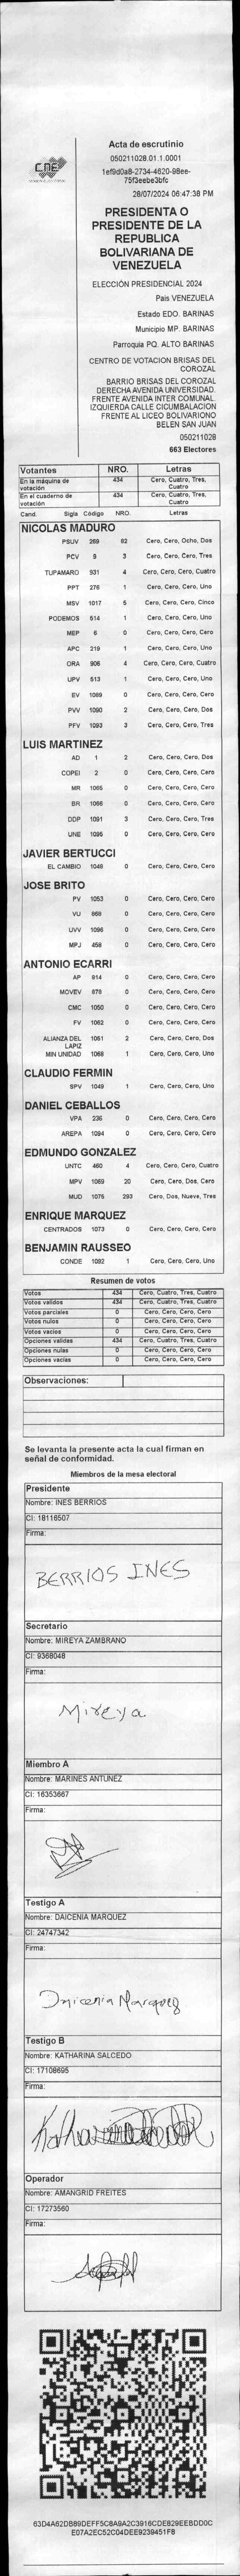 CNE
Acta de escrutinio
050211028.01.1.0001
1ef9d0a8-2734-4620-98ee-
75f3eebe3bfc
28/07/2024 06:47:38 PM
PRESIDENTA O
PRESIDENTE DE LA
REPUBLICA
BOLIVARIANA DE
VENEZUELA
ELECCIÓN PRESIDENCIAL 2024
Pais VENEZUELA
Estado EDO. BARINAS
Municipio MP. BARINAS
Parroquia PQ. ALTO BARINAS
CENTRO DE VOTACION BRISAS DEL
COROZAL
BARRIO BRISAS DEL COROZAL
DERECHA AVENIDA UNIVERSIDAD.
FRENTE AVENIDA INTER COMUNAL.
IZQUIERDA CALLE CICUMBALACION
FRENTE AL LICEO BOLIVARIONO
BELEN SAN JUAN
050211028
663 Electores
Votantes NRO. Letras
En la máquina de votación 434 Cero, Cuatro, Tres, Cuatro
En el cuaderno de votación 434 Cero, Cuatro, Tres, Cuatro
Cand. Sigla Código NRO. Letras
NICOLAS MADURO
PSUV 269 82 Cero, Cero, Ocho, Dos
PCV 9 3 Cero, Cero, Cero, Tres
TUPAMARO 931 4 Cero, Cero, Cero, Cuatro
PPT 276 1 Cero, Cero, Cero, Uno
MSV 1017 5 Cero, Cero, Cero, Cinco
PODEMOS 514 1 Cero, Cero, Cero, Uno
MEP 6 0 Cero, Cero, Cero, Cero
APC 219 1 Cero, Cero, Cero, Uno
ORA 906 4 Cero, Cero, Cero, Cuatro
UPV 513 1 Cero, Cero, Cero, Uno
EV 1089 0 Cero, Cero, Cero, Cero
PVV 1090 2 Cero, Cero, Cero, Dos
PFV 1093 3 Cero, Cero, Cero, Tres
LUIS MARTINEZ
AD 1 2 Cero, Cero, Cero, Dos
COPEI 2 0 Cero, Cero, Cero, Cero
MR 1065 0 Cero, Cero, Cero, Cero
BR 1066 0 Cero, Cero, Cero, Cero
DDP 1091 3 Cero, Cero, Cero, Tres
UNE 1095 0 Cero, Cero, Cero, Cero
JAVIER BERTUCCI
EL CAMBIO 1048 0 Cero, Cero, Cero, Cero
JOSE BRITO
PV 1053 0 Cero, Cero, Cero, Cero
VU 868 0 Cero, Cero, Cero, Cero
UVV 1096 0 Cero, Cero, Cero, Cero
MPJ 458 0 Cero, Cero, Cero, Cero
ANTONIO ECARRI
AP 914 0 Cero, Cero, Cero, Cero
MOVEV 878 0 Cero, Cero, Cero, Cero
CMC 1050 0 Cero, Cero, Cero, Cero
FV 1062 0 Cero, Cero, Cero, Cero
ALIANZA DEL LAPIZ 1051 2 Cero, Cero, Cero, Dos
MIN UNIDAD 1068 1 Cero, Cero, Cero, Uno
CLAUDIO FERMIN
SPV 1049 1 Cero, Cero, Cero, Uno
DANIEL CEBALLOS
VPA 236 0 Cero, Cero, Cero, Cero
AREPA 1094 0 Cero, Cero, Cero, Cero
EDMUNDO GONZALEZ
UNTC 460 4 Cero, Cero, Cero, Cuatro
MPV 1069 20 Cero, Cero, Dos, Cero
MUD 1075 293 Cero, Dos, Nueve, Tres
ENRIQUE MARQUEZ
CENTRADOS 1073 0 Cero, Cero, Cero, Cero
BENJAMIN RAUSSEO
CONDE 1092 1 Cero, Cero, Cero, Uno
Resumen de votos
Votos 434 Cero, Cuatro, Tres, Cuatro
Votos validos 434 Cero, Cuatro, Tres, Cuatro
Votos parciales 0 Cero, Cero, Cero, Cero
Votos nulos 0 Cero, Cero, Cero, Cero
Votos vacios 0 Cero, Cero, Cero, Cero
Opciones validas 434 Cero, Cuatro, Tres, Cuatro
Opciones nulas 0 Cero, Cero, Cero, Cero
Opciones vacias 0 Cero, Cero, Cero, Cero
Observaciones:
Se levanta la presente acta la cual firman en
señal de conformidad.
Miembros de la mesa electoral
Presidente
Nombre: INES BERRIOS
CI: 18116507
Firma:
BERRIOS INES
Secretario
Nombre: MIREYA ZAMBRANO
CI: 9368048
Firma:
Mireya
Miembro A
Nombre: MARINES ANTUNEZ
CI: 16353667
Firma:
Testigo A
Nombre: DAICENIA MARQUEZ
CI: 24747342
Firma:
Daicenia Marquez
Testigo B
Nombre: KATHARINA SALCEDO
CI: 17108695
Firma:
Operador
Nombre: AMANGRID FREITES
CI: 17273560
Firma:
63D4A62DB89DEFF5C8A9A2C3916CDE829EEBDD0C
E07A2EC52C04DEE9239451F8